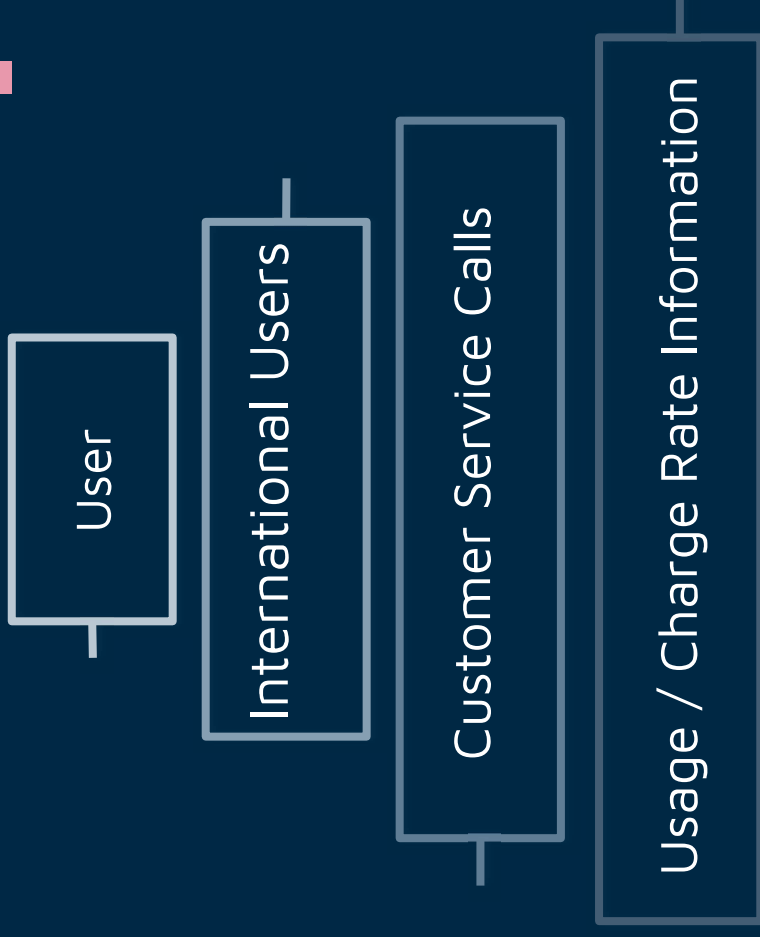 User
International Users
Customer Service Calls
Usage / Charge Rate Information